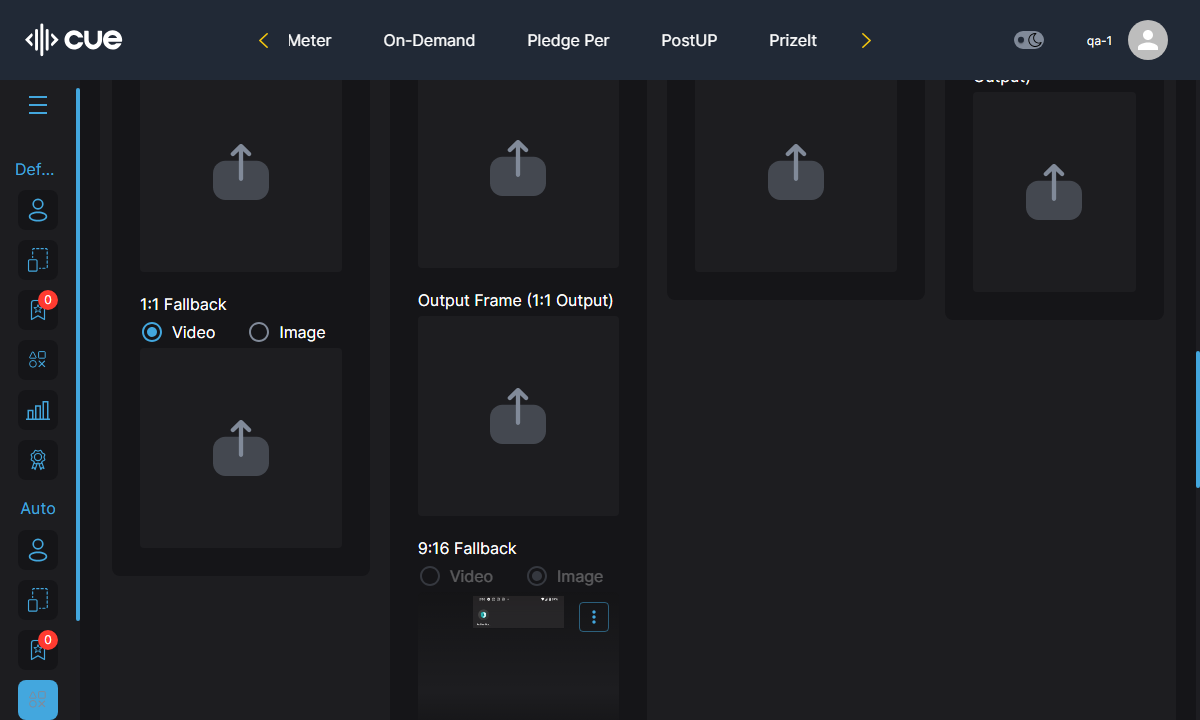 cue
Meter
On-Demand
Pledge Per
PostUP
PrizeIt
qa-1
Def...
0
Auto
0
1:1 Fallback
Video
Image
Output Frame (1:1 Output)
9:16 Fallback
Video
Image
Output)